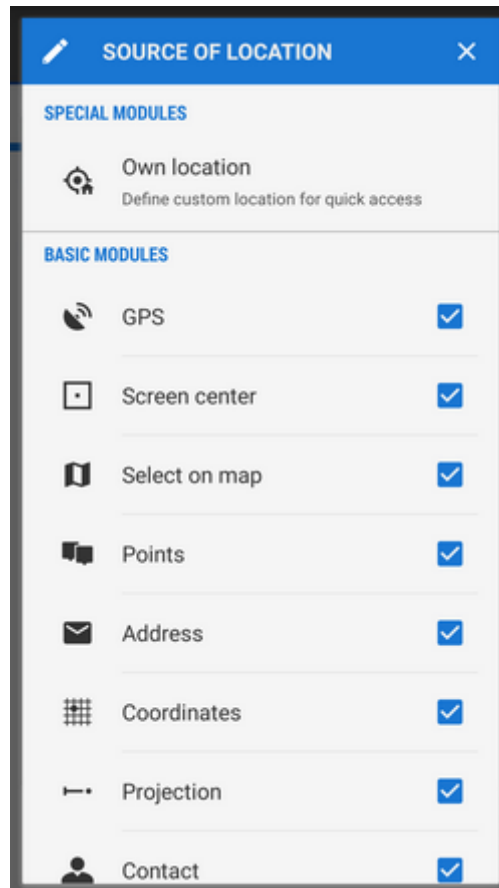 SOURCE OF LOCATION
SPECIAL MODULES
Own location
Define custom location for quick access
BASIC MODULES
GPS
Screen center
Select on map
Points
Address
Coordinates
Projection
Contact